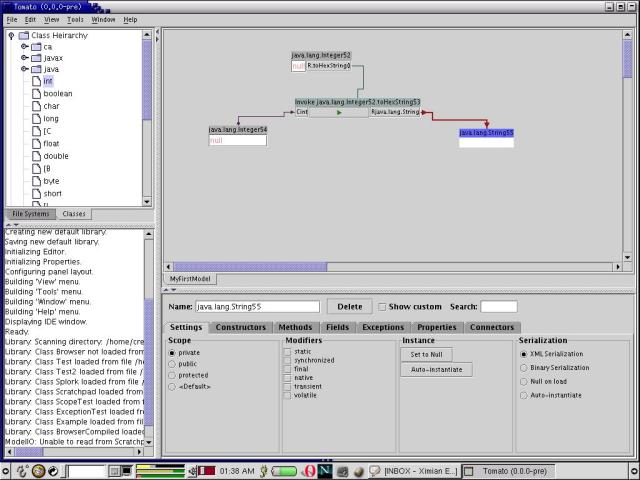 Tomato (0.0.0-pre)
File Edit View Tools Window Help
Class Heirarchy
ca
javax
java
int
boolean
char
long
[C
float
double
[B
byte
short
File Systems Classes
Creating new default library.
Saving new default library.
Initializing Editor.
Initializing Properties.
Configuring panel layout.
Building 'View' menu.
Building 'Tools' menu.
Building 'Window' menu.
Building 'Help' menu.
Displaying IDE window.
Ready.
Library: Scanning directory: /home/cre
Library: Class Browser not loaded from
Library: Class Test loaded from file /h
Library: Class Test2 loaded from file /
Library: Class Splork loaded from file
Library: Class Scratchpad loaded from
Library: Class ScopeTest loaded from
Library: Class ExceptionTest loaded fr
Library: Class Example loaded from fi
Library: Class BrowserCompiled loaded
ModelIO: Unable to read from Scratchp
java.lang.Integer52
null R.toHexString()
Invoke java.lang.Integer52.toHexString53
Cint Rjava.lang.String
java.lang.Integer54
null
java.lang.String55
MyFirstModel
Name: java.lang.String55 Delete Show custom Search:
Settings Constructors Methods Fields Exceptions Properties Connectors
Scope
private
public
protected
<Default>
Modifiers
static
synchronized
final
native
transient
volatile
Instance
Set to Null
Auto-instantiate
Serialization
XML Serialization
Binary Serialization
Null on load
Auto-instantiate
01:38 AM [INBOX - Ximian E... Tomato (0.0.0-pre)